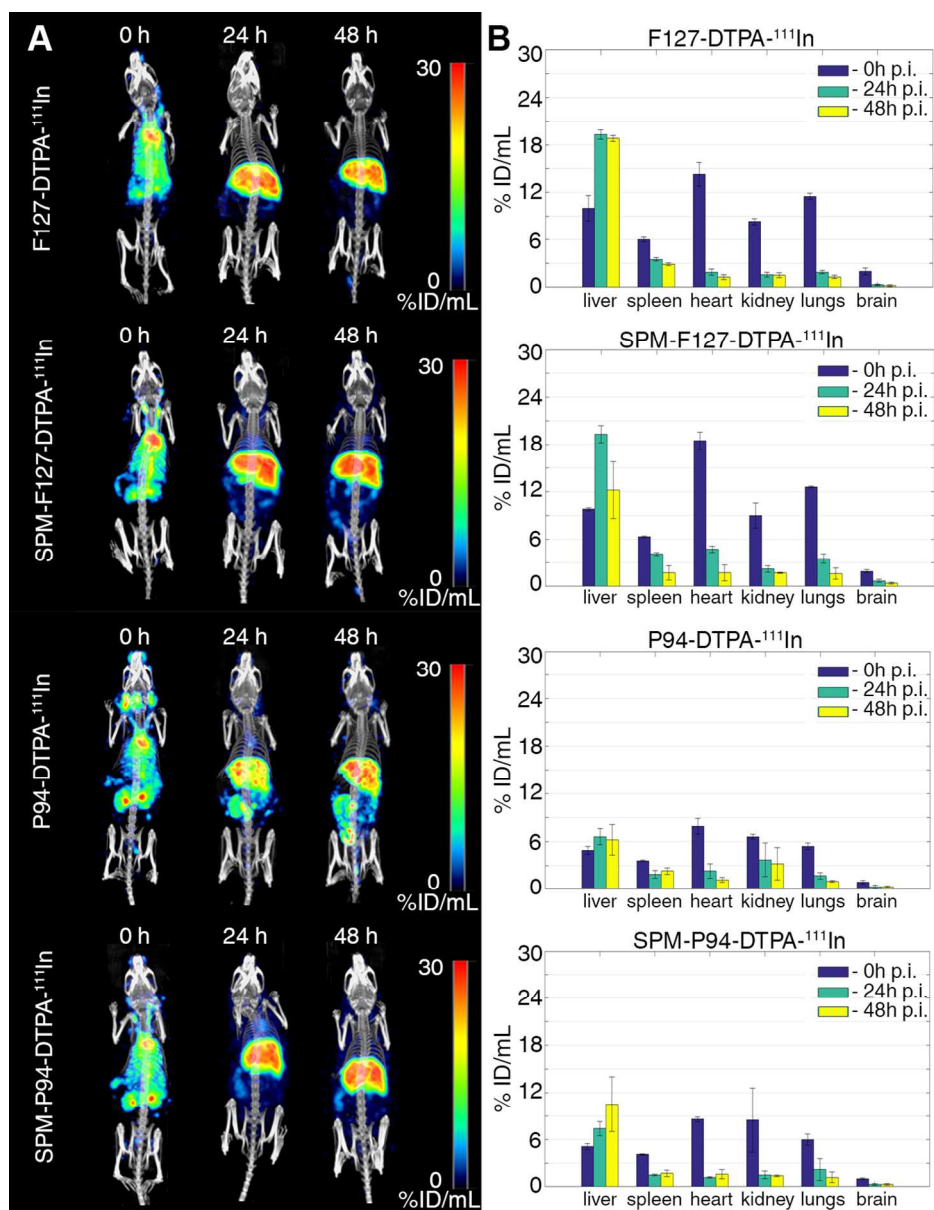 A
0 h 24 h 48 h
F127-DTPA-¹¹¹In
30
0
%ID/mL
0 h 24 h 48 h
SPM-F127-DTPA-¹¹¹In
30
0
%ID/mL
0 h 24 h 48 h
P94-DTPA-¹¹¹In
30
0
%ID/mL
0 h 24 h 48 h
SPM-P94-DTPA-¹¹¹In
30
0
%ID/mL
B
F127-DTPA-¹¹¹In
% ID/mL
30
24
18
12
6
0
- 0h p.i.
- 24h p.i.
- 48h p.i.
liver spleen heart kidney lungs brain
SPM-F127-DTPA-¹¹¹In
% ID/mL
30
24
18
12
6
0
- 0h p.i.
- 24h p.i.
- 48h p.i.
liver spleen heart kidney lungs brain
P94-DTPA-¹¹¹In
% ID/mL
30
24
18
12
6
0
- 0h p.i.
- 24h p.i.
- 48h p.i.
liver spleen heart kidney lungs brain
SPM-P94-DTPA-¹¹¹In
% ID/mL
30
24
18
12
6
0
- 0h p.i.
- 24h p.i.
- 48h p.i.
liver spleen heart kidney lungs brain